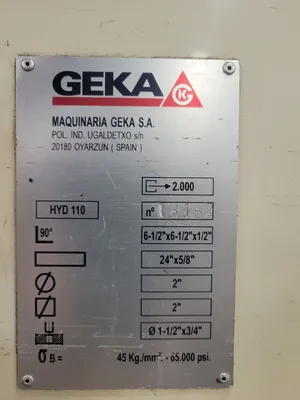 GEKA
GK
MAQUINARIA GEKA S.A.
POL. IND. UGALDETXO s/n
20180 OYARZUN ( SPAIN )
2.000
HYD 110 nº
90° 6-1/2"x6-1/2"x1/2"
24"x5/8"
2"
2"
Ø 1-1/2"x3/4"
σ B = 45 Kg./mm². - 65.000 psi.